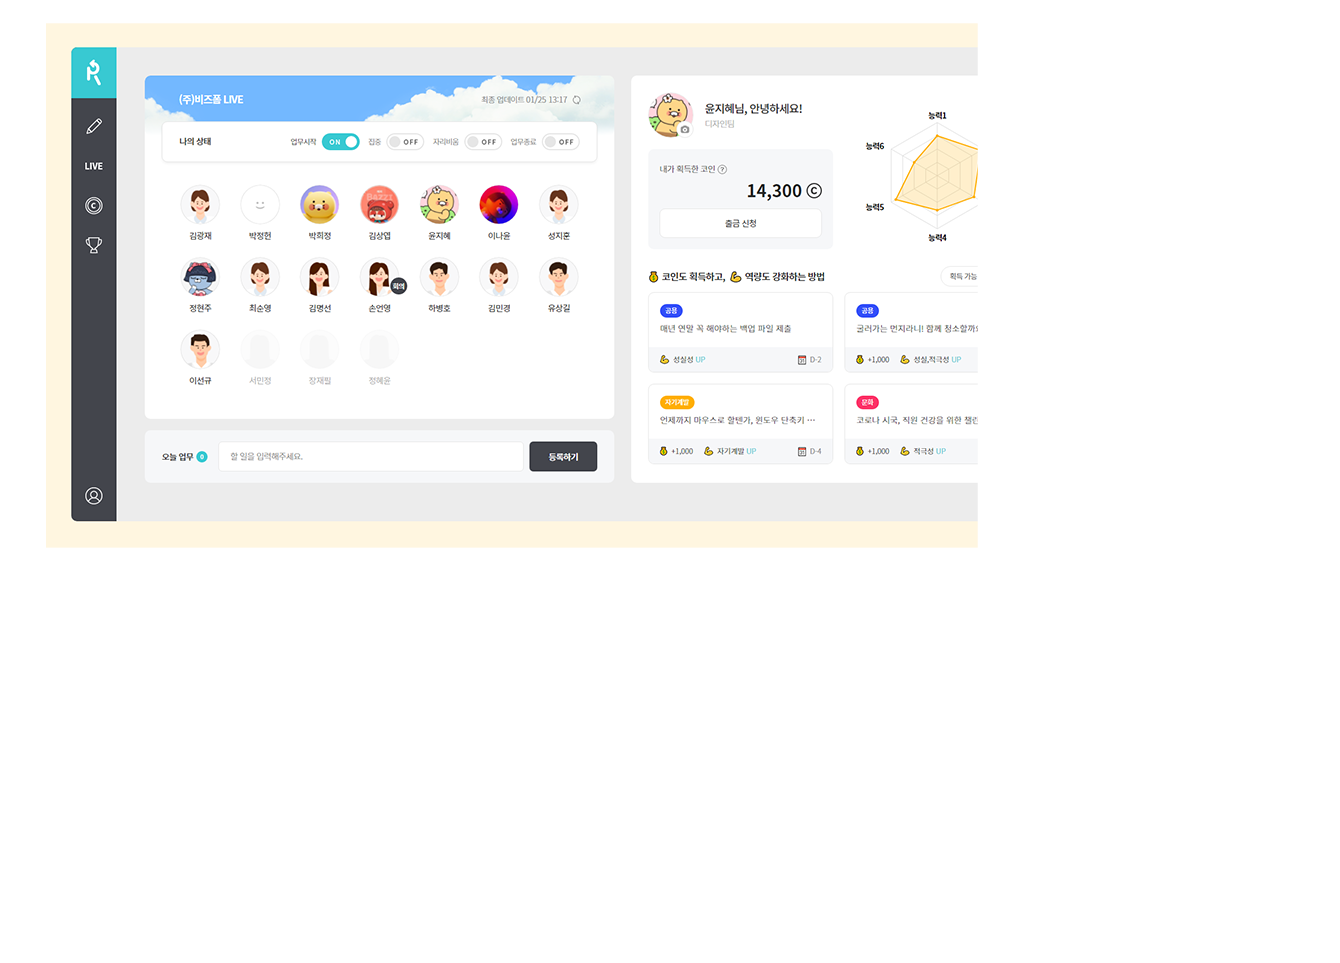 LIVE
(주)비즈폼 LIVE
최종 업데이트 01/25 13:17
나의 상태
업무시작 ON 집중 OFF 자리비움 OFF 업무종료 OFF
김광재 박정현 박희정 김상엽 윤지혜 이나윤 성지훈
회의
정현주 최순영 김명선 손언영 하병호 김민경 유상길
이선규 서민정 장재필 정혜윤
오늘 업무 0 할 일을 입력해주세요. 등록하기
윤지혜님, 안녕하세요!
디자인팀
내가 획득한 코인 ?
14,300 C
출금 신청
능력1
능력6
능력5
능력4
코인도 획득하고, 역량도 강화하는 방법
획득 가능
공용
매년 연말 꼭 해야하는 백업 파일 제출
성실성 UP D-2
공용
굴러가는 먼지라니! 함께 청소할까
+1,000 성실,적극성 UP
자기계발
언제까지 마우스로 할텐가, 윈도우 단축키 ···
+1,000 자기계발 UP D-4
문화
코로나 시국, 직원 건강을 위한 챌린
+1,000 적극성 UP